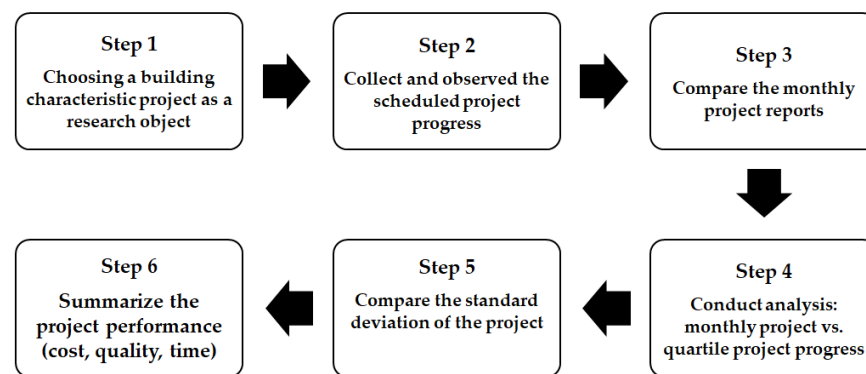 Step 1
Choosing a building
characteristic project as a
research object
Step 2
Collect and observed the
scheduled project
progress
Step 3
Compare the monthly
project reports
Step 4
Conduct analysis:
monthly project vs.
quartile project progress
Step 5
Compare the standard
deviation of the project
Step 6
Summarize the
project performance
(cost, quality, time)